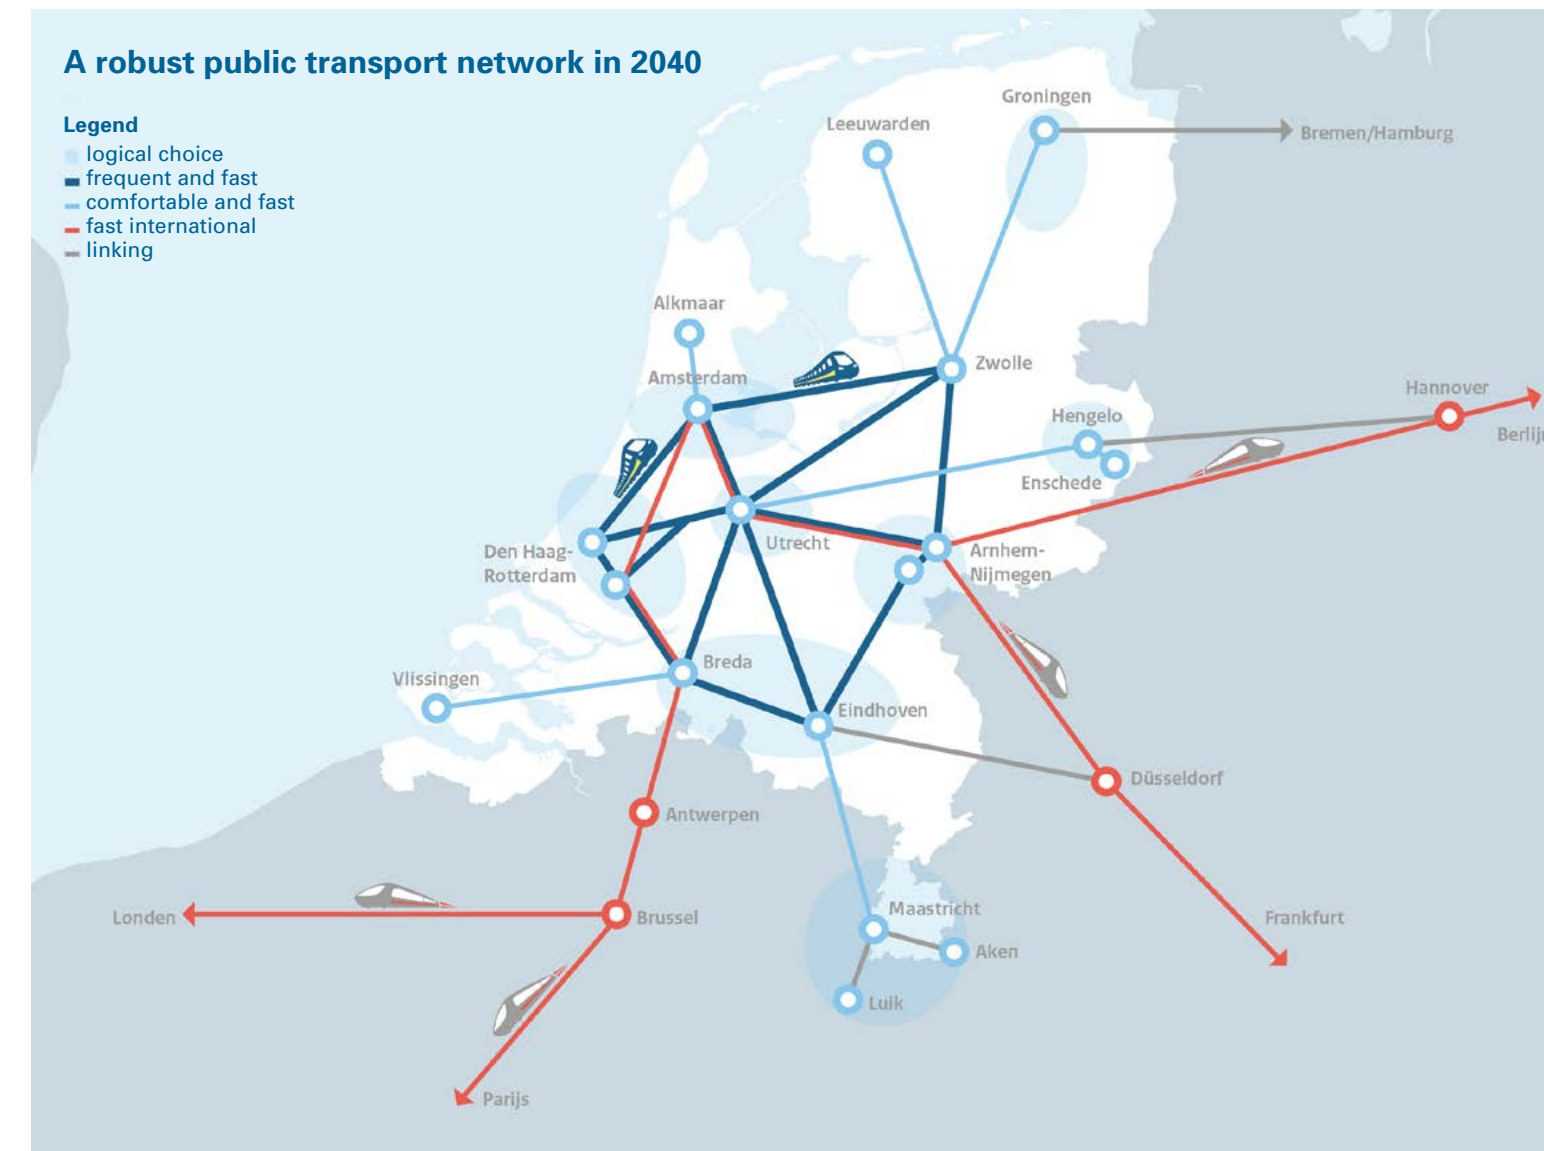 A robust public transport network in 2040
Legend
logical choice
frequent and fast
comfortable and fast
fast international
linking
Groningen
Leeuwarden
Bremen/Hamburg
Alkmaar
Amsterdam
Zwolle
Hannover
Hengelo
Berlij
Enschede
Utrecht
Den Haag-
Rotterdam
Arnhem-
Nijmegen
Breda
Vlissingen
Eindhoven
Düsseldorf
Antwerpen
Maastricht
Londen
Brussel
Frankfurt
Aken
Luik
Parijs